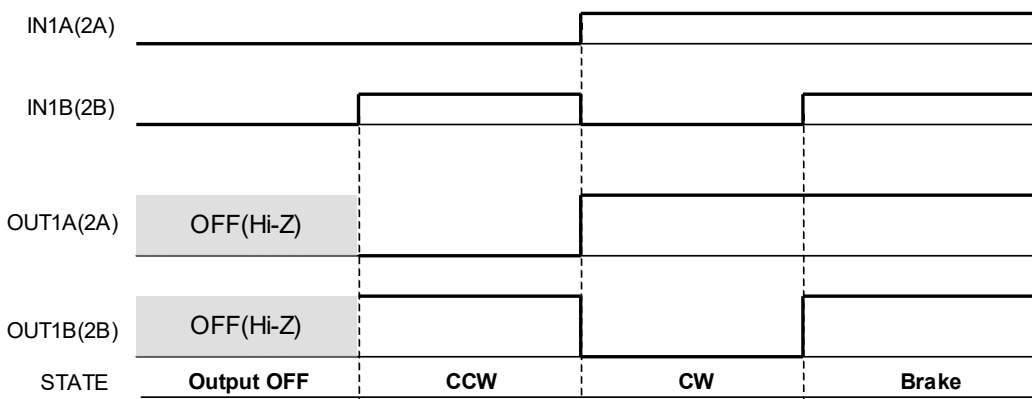 IN1A(2A)
IN1B(2B)
OUT1A(2A) OFF(Hi-Z)
OUT1B(2B) OFF(Hi-Z)
STATE Output OFF CCW CW Brake